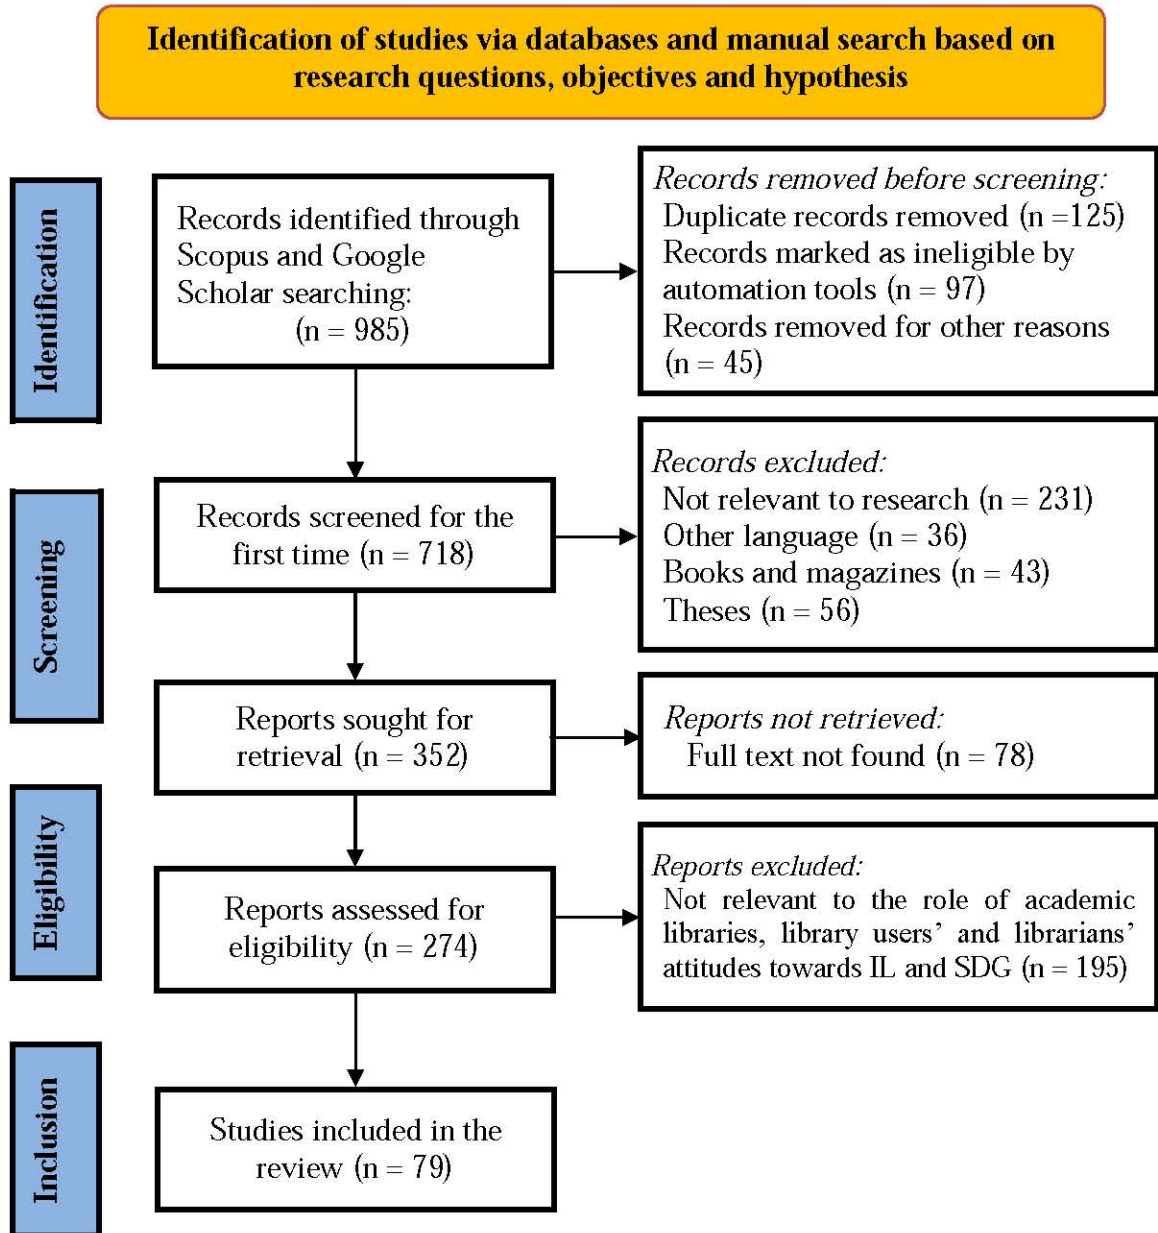 Identification of studies via databases and manual search based on
research questions, objectives and hypothesis
Identification
Records identified through
Scopus and Google
Scholar searching:
(n = 985)
Records removed before screening:
Duplicate records removed (n =125)
Records marked as ineligible by
automation tools (n = 97)
Records removed for other reasons
(n = 45)
Screening
Records screened for the
first time (n = 718)
Records excluded:
Not relevant to research (n = 231)
Other language (n = 36)
Books and magazines (n = 43)
Theses (n = 56)
Reports sought for
retrieval (n = 352)
Reports not retrieved:
Full text not found (n = 78)
Eligibility
Reports assessed for
eligibility (n = 274)
Reports excluded:
Not relevant to the role of academic
libraries, library users’ and librarians’
attitudes towards IL and SDG (n = 195)
Inclusion
Studies included in the
review (n = 79)